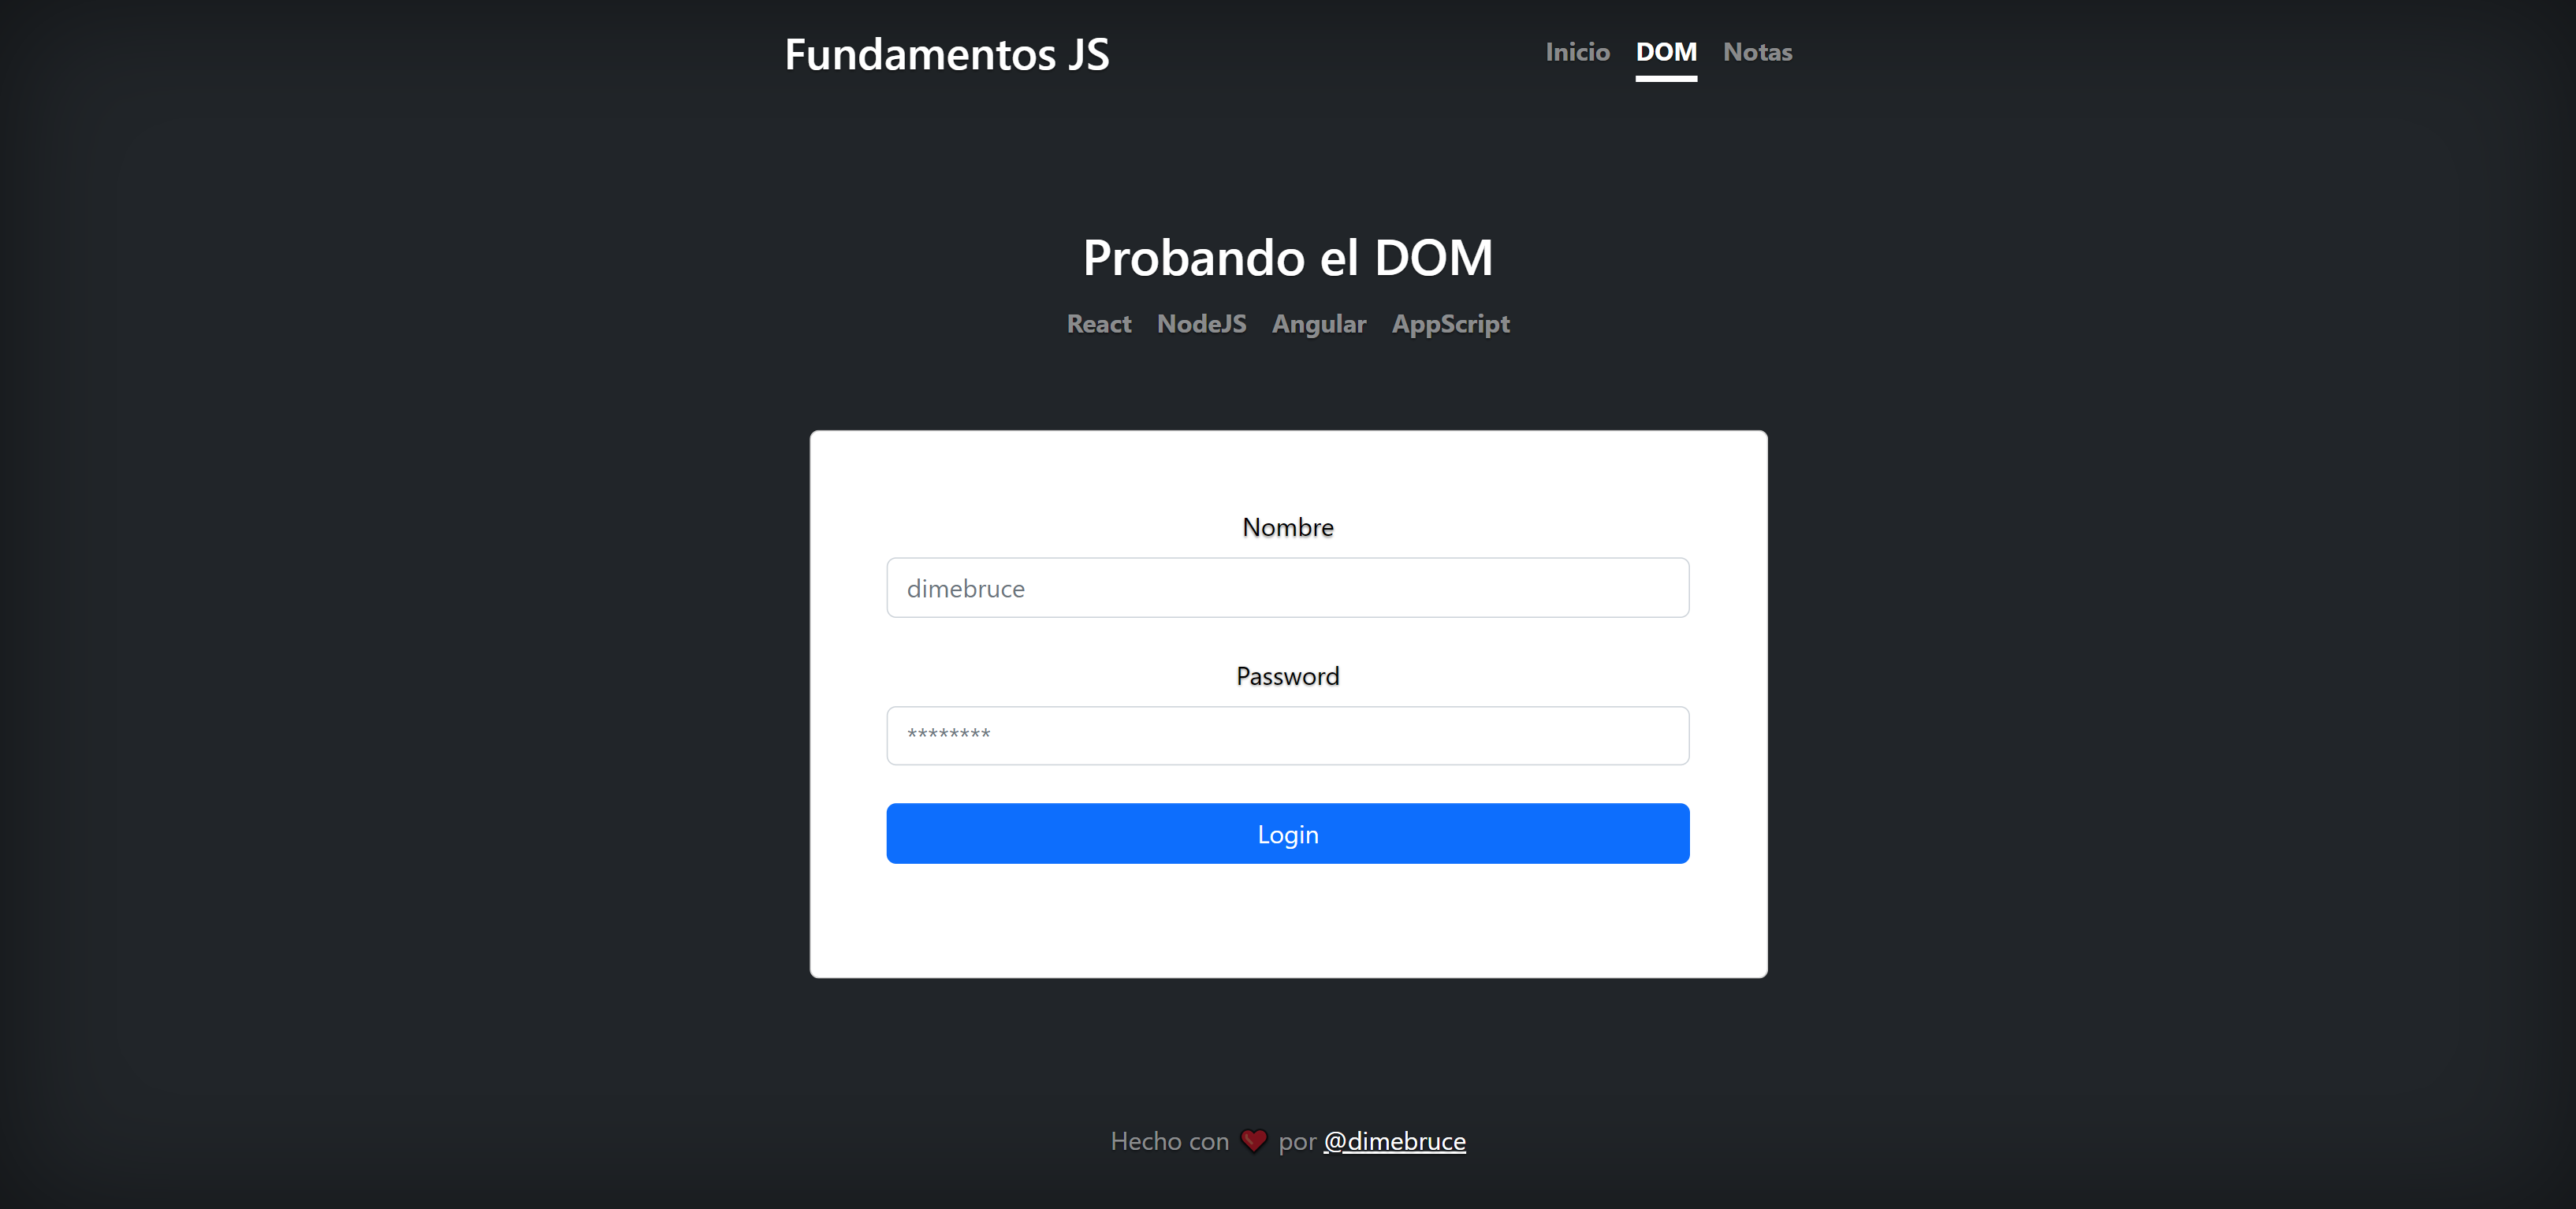 Fundamentos JS
Inicio DOM Notas
Probando el DOM
React NodeJS Angular AppScript
Nombre
dimebruce
Password
********
Login
Hecho con ❤️ por @dimebruce